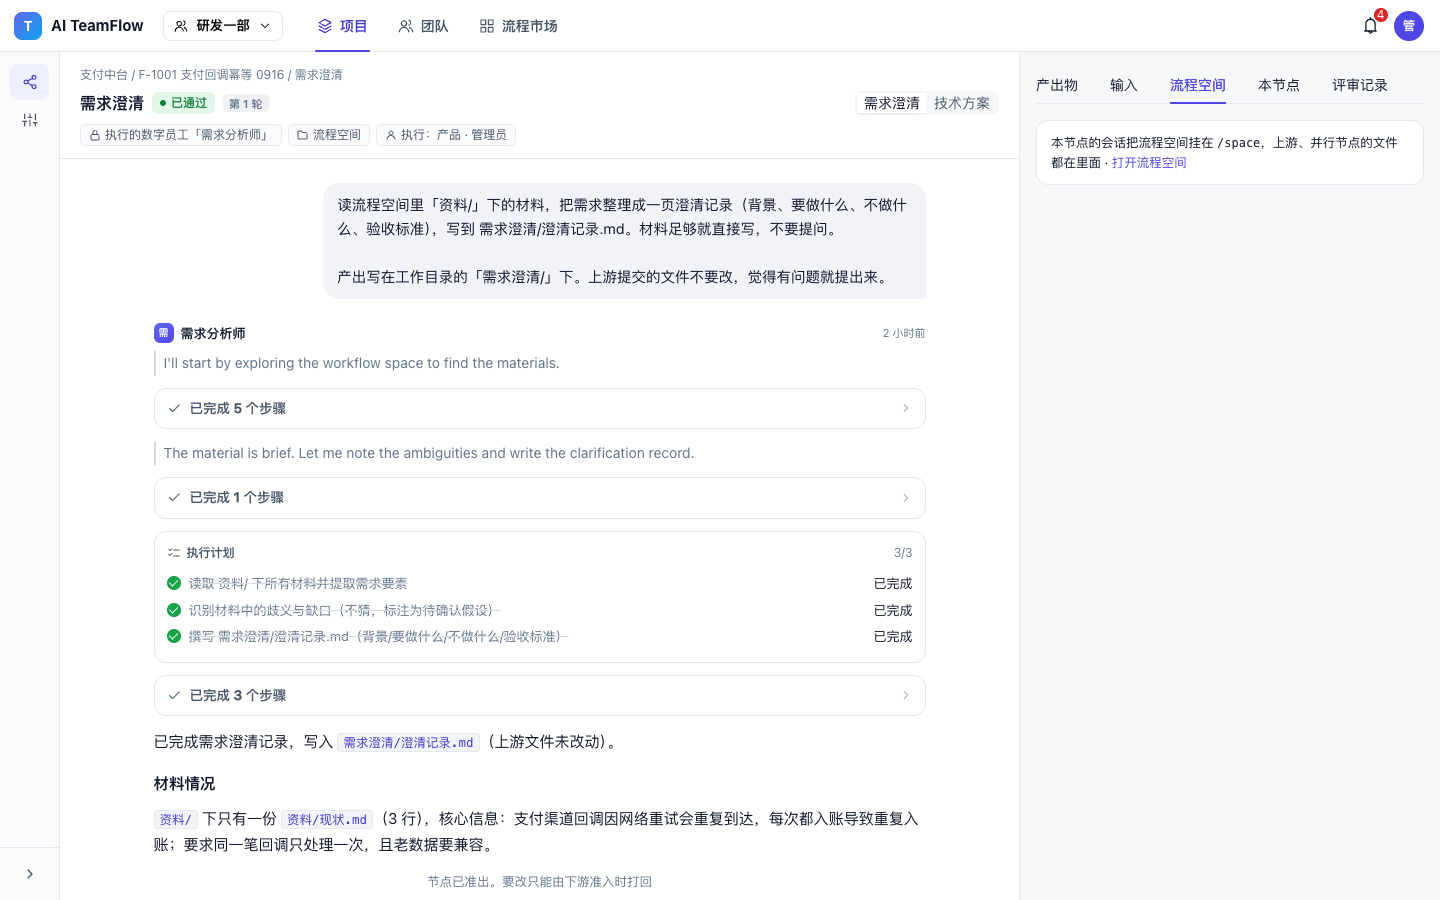 T AI TeamFlow 研发一部 项目 团队 流程市场 4 管
支付中台 / F-1001 支付回调幂等 0916 / 需求澄清
需求澄清 已通过 第 1 轮 需求澄清 技术方案
执行的数字员工「需求分析师」 流程空间 执行：产品 · 管理员
读流程空间里「资料/」下的材料，把需求整理成一页澄清记录（背景、要做什么、不做什
么、验收标准），写到 需求澄清/澄清记录.md。材料足够就直接写，不要提问。
产出写在工作目录的「需求澄清/」下。上游提交的文件不要改，觉得有问题就提出来。
需 需求分析师 2 小时前
I'll start by exploring the workflow space to find the materials.
已完成 5 个步骤
The material is brief. Let me note the ambiguities and write the clarification record.
已完成 1 个步骤
执行计划 3/3
读取 资料/ 下所有材料并提取需求要素 已完成
识别材料中的歧义与缺口（不猜，标注为待确认假设） 已完成
撰写 需求澄清/澄清记录.md（背景/要做什么/不做什么/验收标准） 已完成
已完成 3 个步骤
已完成需求澄清记录，写入 需求澄清/澄清记录.md （上游文件未改动）。
材料情况
资料/ 下只有一份 资料/现状.md （3 行），核心信息：支付渠道回调因网络重试会重复到达，每次都入账导致重复入
账；要求同一笔回调只处理一次，且老数据要兼容。
节点已准出。要改只能由下游准入时打回
产出物 输入 流程空间 本节点 评审记录
本节点的会话把流程空间挂在 /space，上游、并行节点的文件
都在里面 · 打开流程空间